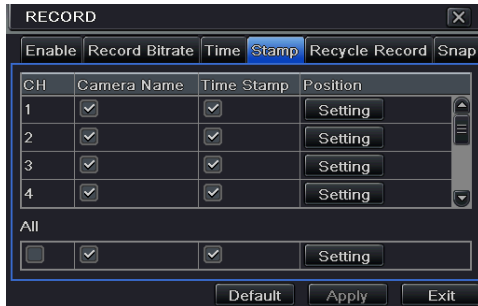 RECORD
Enable Record Bitrate Time Stamp Recycle Record Snap
CH Camera Name Time Stamp Position
1 Setting
2 Setting
3 Setting
4 Setting
All
Setting
Default Apply Exit